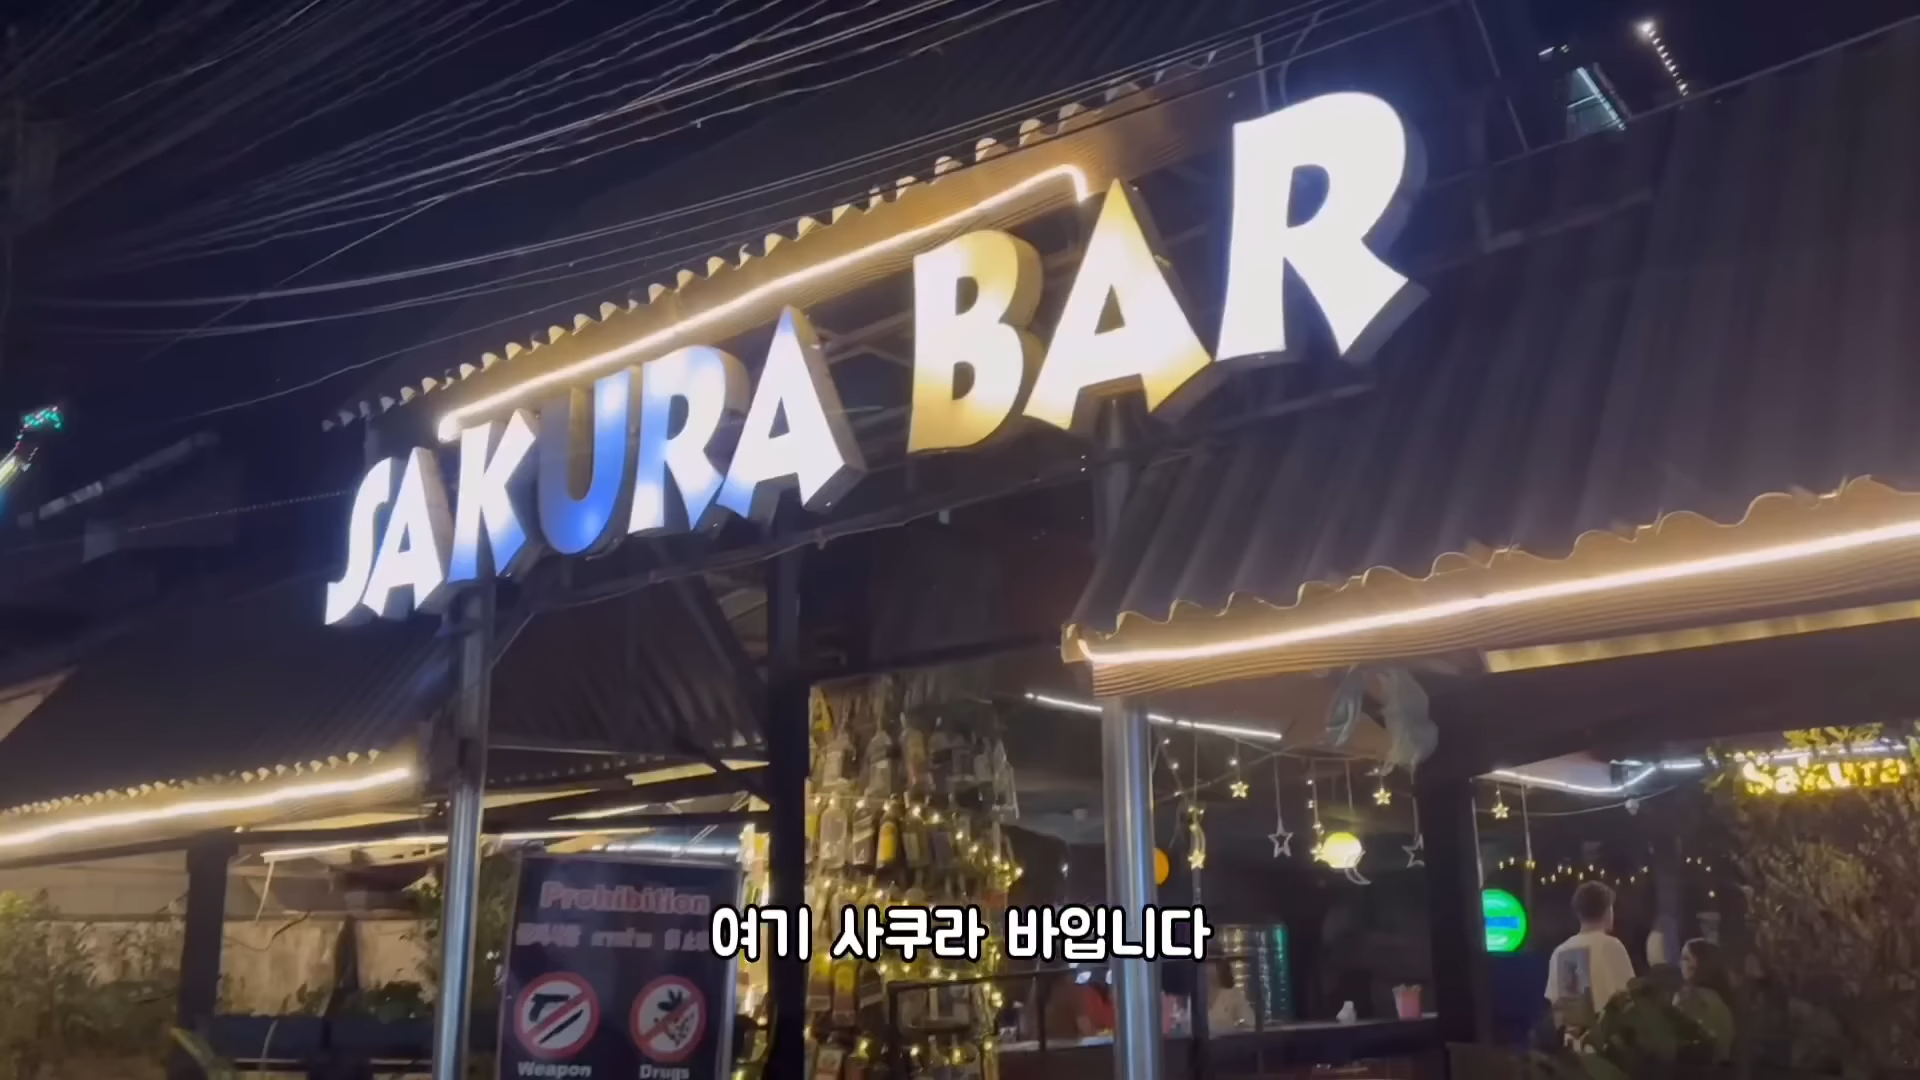 SAKURA BAR
Sakura
Prohibition
여기 사쿠라 바입니다
Weapon Drugs